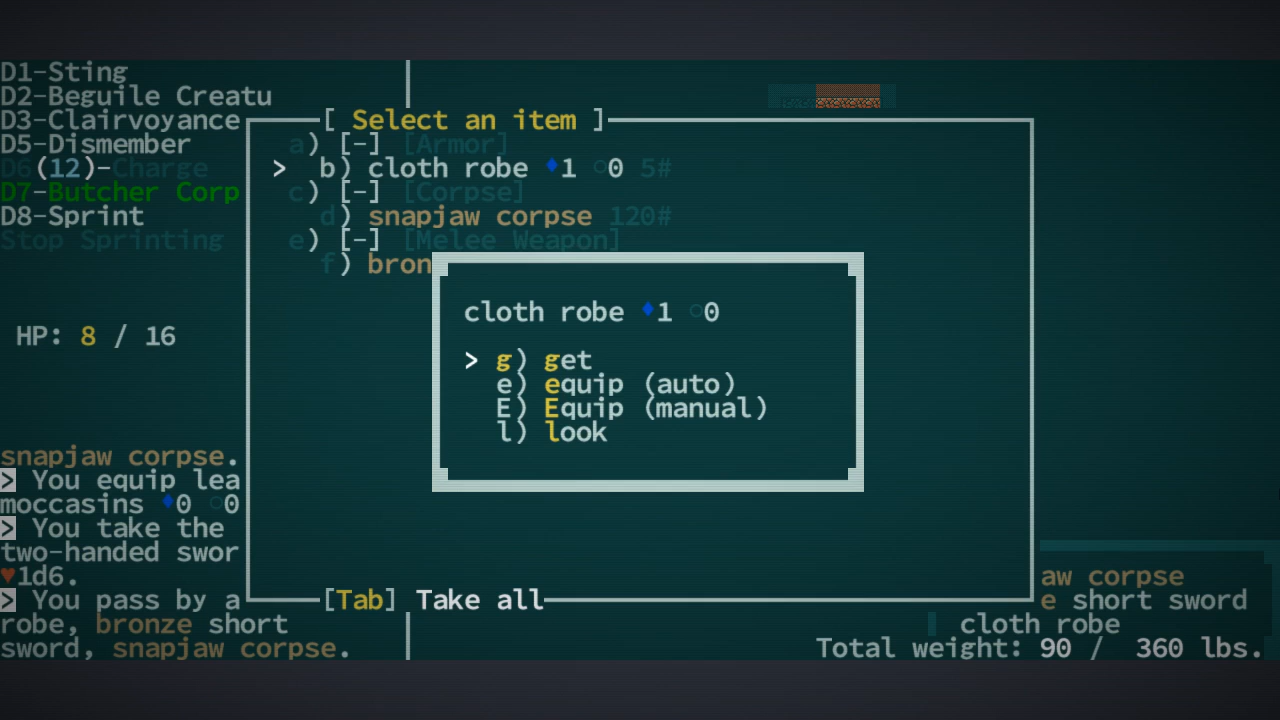 D1-Sting
D2-Beguile Creatu
D3-Clairvoyance
D5-Dismember
D6(12)-Charge
D7-Butcher Corp
D8-Sprint
Stop Sprinting
HP: 8 / 16
snapjaw corpse.
> You equip lea
moccasins ♦0 ○0
> You take the
two-handed swor
♥1d6.
> You pass by a
robe, bronze short
sword, snapjaw corpse.
[ Select an item ]
a) [-] [Armor]
> b) cloth robe ♦1 ○0 5#
c) [-] [Corpse]
d) snapjaw corpse 120#
e) [-] [Melee Weapon]
f) bron
cloth robe ♦1 ○0
> g) get
e) equip (auto)
E) Equip (manual)
l) look
[Tab] Take all
aw corpse
e short sword
cloth robe
Total weight: 90 / 360 lbs.